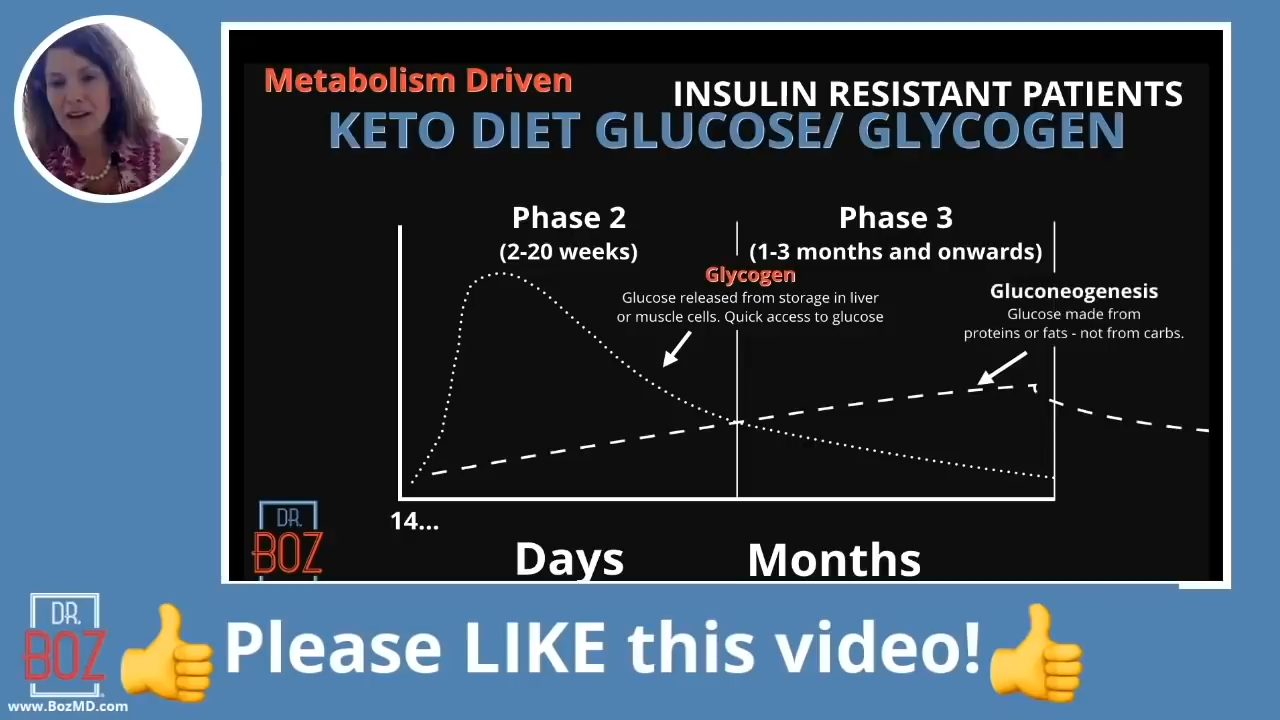 Metabolism Driven
INSULIN RESISTANT PATIENTS
KETO DIET GLUCOSE/ GLYCOGEN
Phase 2
(2-20 weeks)
Phase 3
(1-3 months and onwards)
Glycogen
Glucose released from storage in liver
or muscle cells. Quick access to glucose
Gluconeogenesis
Glucose made from
proteins or fats - not from carbs.
14...
Days
Months
DR.
BOZ
DR.
BOZ
Please LIKE this video!
www.BozMD.com